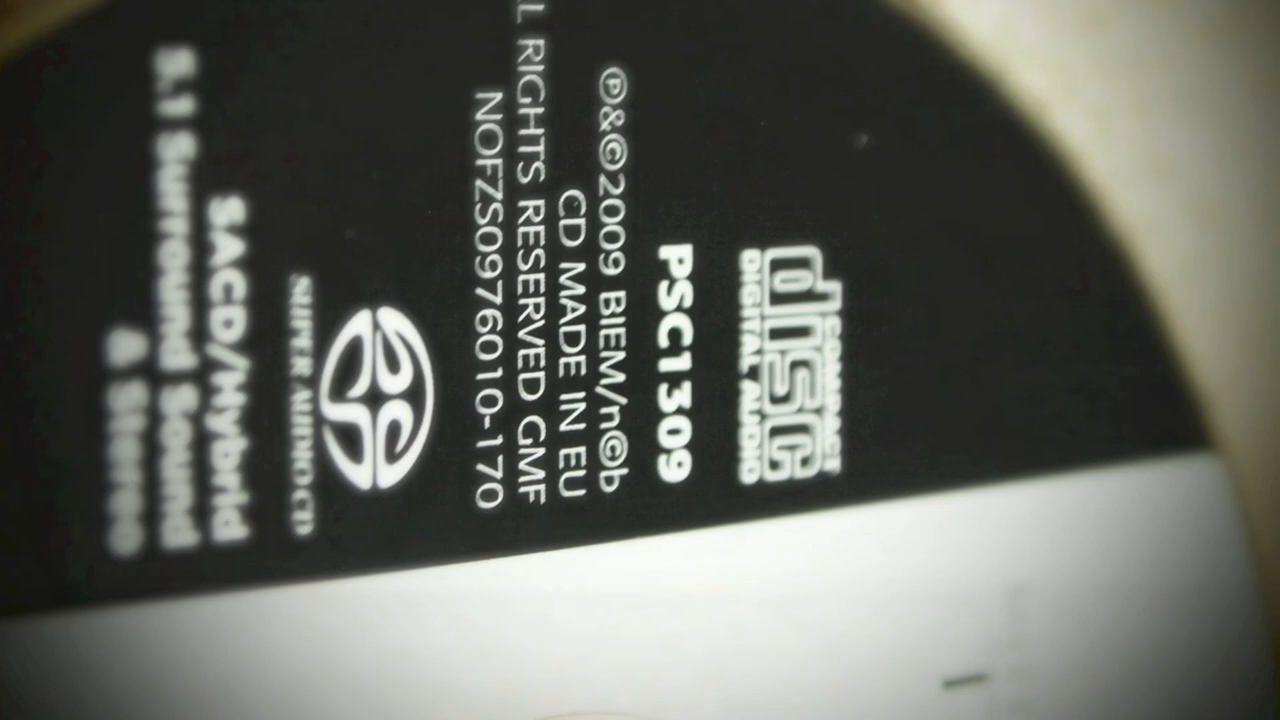 COMPACT
disc
DIGITAL AUDIO
PSC1309
℗&©2009 BIEM/n©b
CD MADE IN EU
RIGHTS RESERVED GMF
NOFZS0976010-170
SUPER AUDIO CD
SACD/Hybrid
5.1 Surround Sound
& Stereo